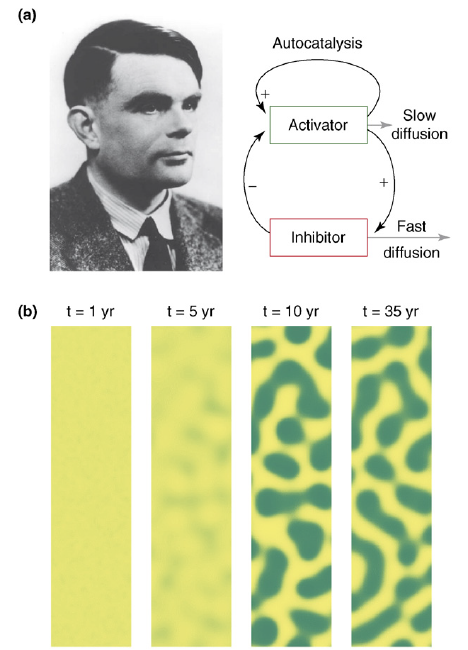 (a)
Autocatalysis
+
Activator
Slow
diffusion
–
+
Inhibitor
Fast
diffusion
(b)
t = 1 yr
t = 5 yr
t = 10 yr
t = 35 yr